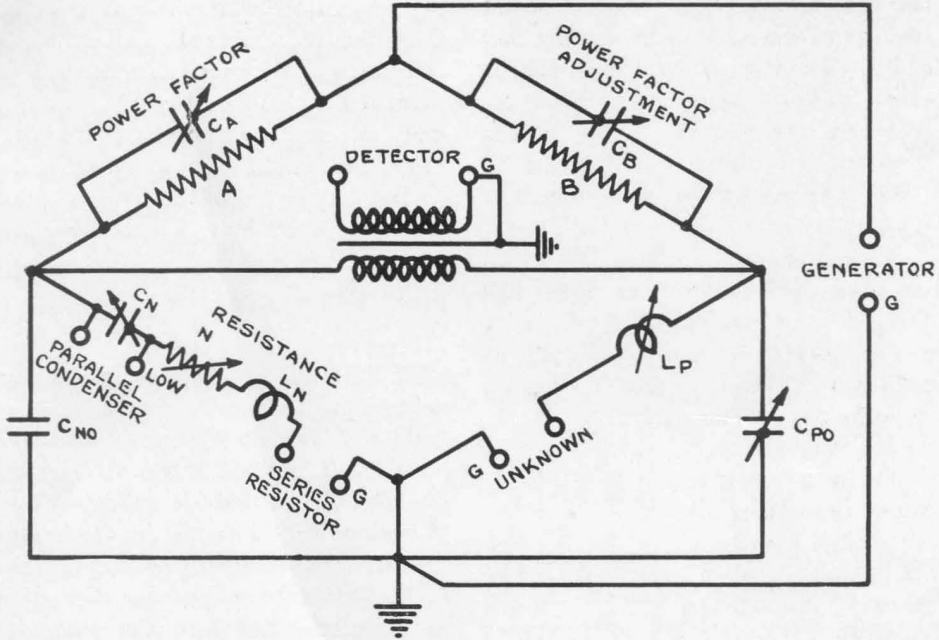 POWER FACTOR
CA
A
POWER FACTOR
ADJUSTMENT
CB
B
DETECTOR
G
GENERATOR
G
CN
N
RESISTANCE
LN
PARALLEL
CONDENSER
LOW
CNO
SERIES
RESISTOR
G
G
UNKNOWN
LP
CPO